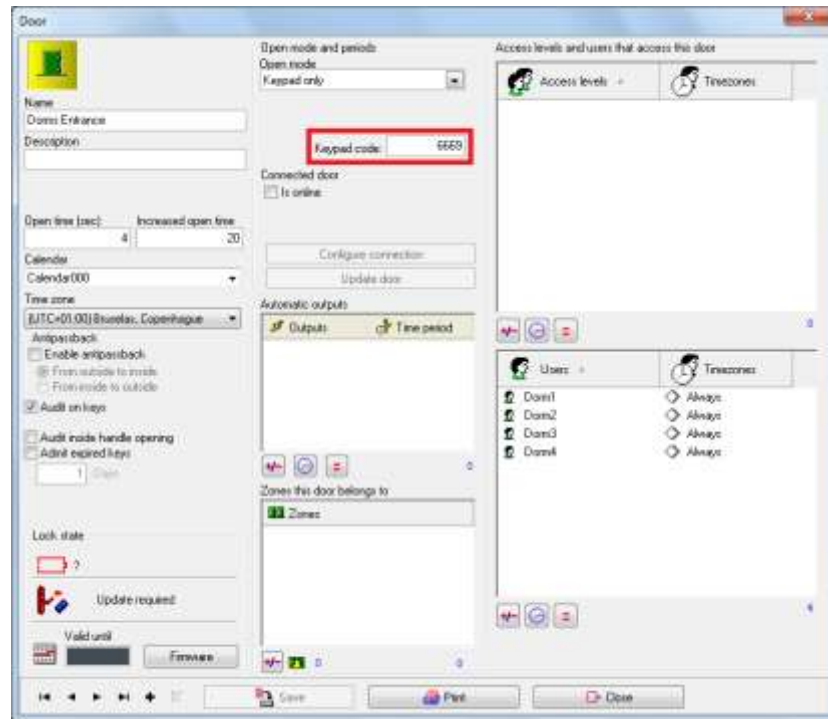 Door
Name
Dorms Entrance
Description
Open time (sec)
Increased open time
4
20
Calendar
Calendar000
Time zone
(UTC+01:00) Brusselas, Copenhague
Antipassback
Enable antipassback
From outside to inside
From inside to outside
Audit on keys
Audit inside handle opening
Admit expired keys
1 Days
Lock state
?
Update required
Valid until
Firmware
Open mode and periods
Open mode
Keypad only
Keypad code: 6669
Connected door
Is online
Configure connection
Update door
Automatic outputs
Outputs
Time period
0
Zones this door belongs to
Zones
0
0
Access levels and users that access this door
Access levels
Timezones
0
Users
Timezones
Dorm1 Always
Dorm2 Always
Dorm3 Always
Dorm4 Always
4
Save
Print
Close